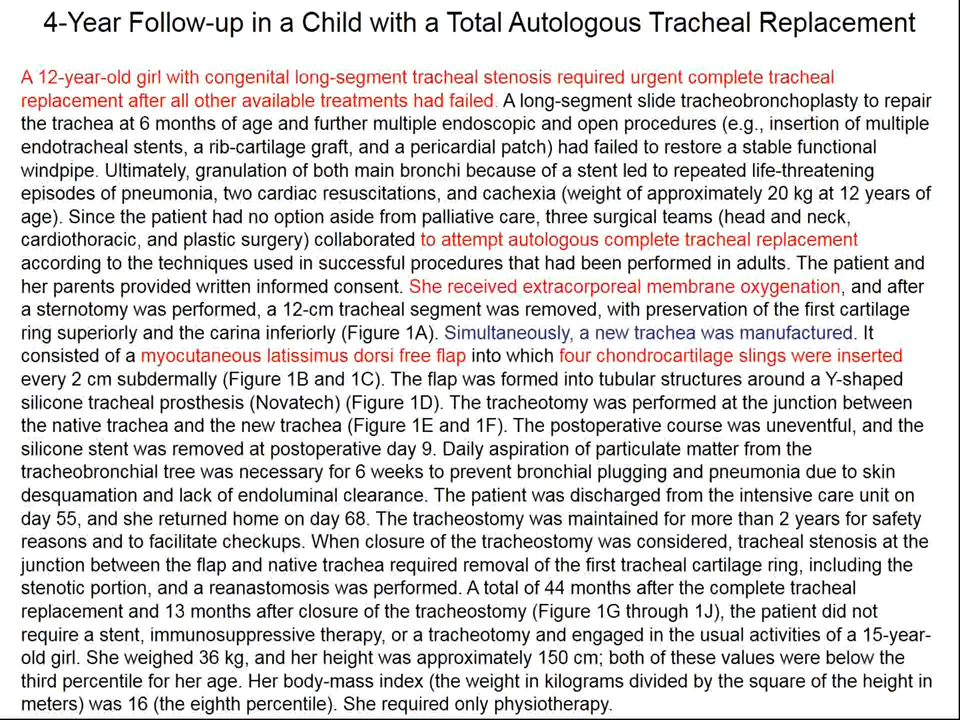 4-Year Follow-up in a Child with a Total Autologous Tracheal Replacement
A 12-year-old girl with congenital long-segment tracheal stenosis required urgent complete tracheal
replacement after all other available treatments had failed. A long-segment slide tracheobronchoplasty to repair
the trachea at 6 months of age and further multiple endoscopic and open procedures (e.g., insertion of multiple
endotracheal stents, a rib-cartilage graft, and a pericardial patch) had failed to restore a stable functional
windpipe. Ultimately, granulation of both main bronchi because of a stent led to repeated life-threatening
episodes of pneumonia, two cardiac resuscitations, and cachexia (weight of approximately 20 kg at 12 years of
age). Since the patient had no option aside from palliative care, three surgical teams (head and neck,
cardiothoracic, and plastic surgery) collaborated to attempt autologous complete tracheal replacement
according to the techniques used in successful procedures that had been performed in adults. The patient and
her parents provided written informed consent. She received extracorporeal membrane oxygenation, and after
a sternotomy was performed, a 12-cm tracheal segment was removed, with preservation of the first cartilage
ring superiorly and the carina inferiorly (Figure 1A). Simultaneously, a new trachea was manufactured. It
consisted of a myocutaneous latissimus dorsi free flap into which four chondrocartilage slings were inserted
every 2 cm subdermally (Figure 1B and 1C). The flap was formed into tubular structures around a Y-shaped
silicone tracheal prosthesis (Novatech) (Figure 1D). The tracheotomy was performed at the junction between
the native trachea and the new trachea (Figure 1E and 1F). The postoperative course was uneventful, and the
silicone stent was removed at postoperative day 9. Daily aspiration of particulate matter from the
tracheobronchial tree was necessary for 6 weeks to prevent bronchial plugging and pneumonia due to skin
desquamation and lack of endoluminal clearance. The patient was discharged from the intensive care unit on
day 55, and she returned home on day 68. The tracheostomy was maintained for more than 2 years for safety
reasons and to facilitate checkups. When closure of the tracheostomy was considered, tracheal stenosis at the
junction between the flap and native trachea required removal of the first tracheal cartilage ring, including the
stenotic portion, and a reanastomosis was performed. A total of 44 months after the complete tracheal
replacement and 13 months after closure of the tracheostomy (Figure 1G through 1J), the patient did not
require a stent, immunosuppressive therapy, or a tracheotomy and engaged in the usual activities of a 15-year-
old girl. She weighed 36 kg, and her height was approximately 150 cm; both of these values were below the
third percentile for her age. Her body-mass index (the weight in kilograms divided by the square of the height in
meters) was 16 (the eighth percentile). She required only physiotherapy.